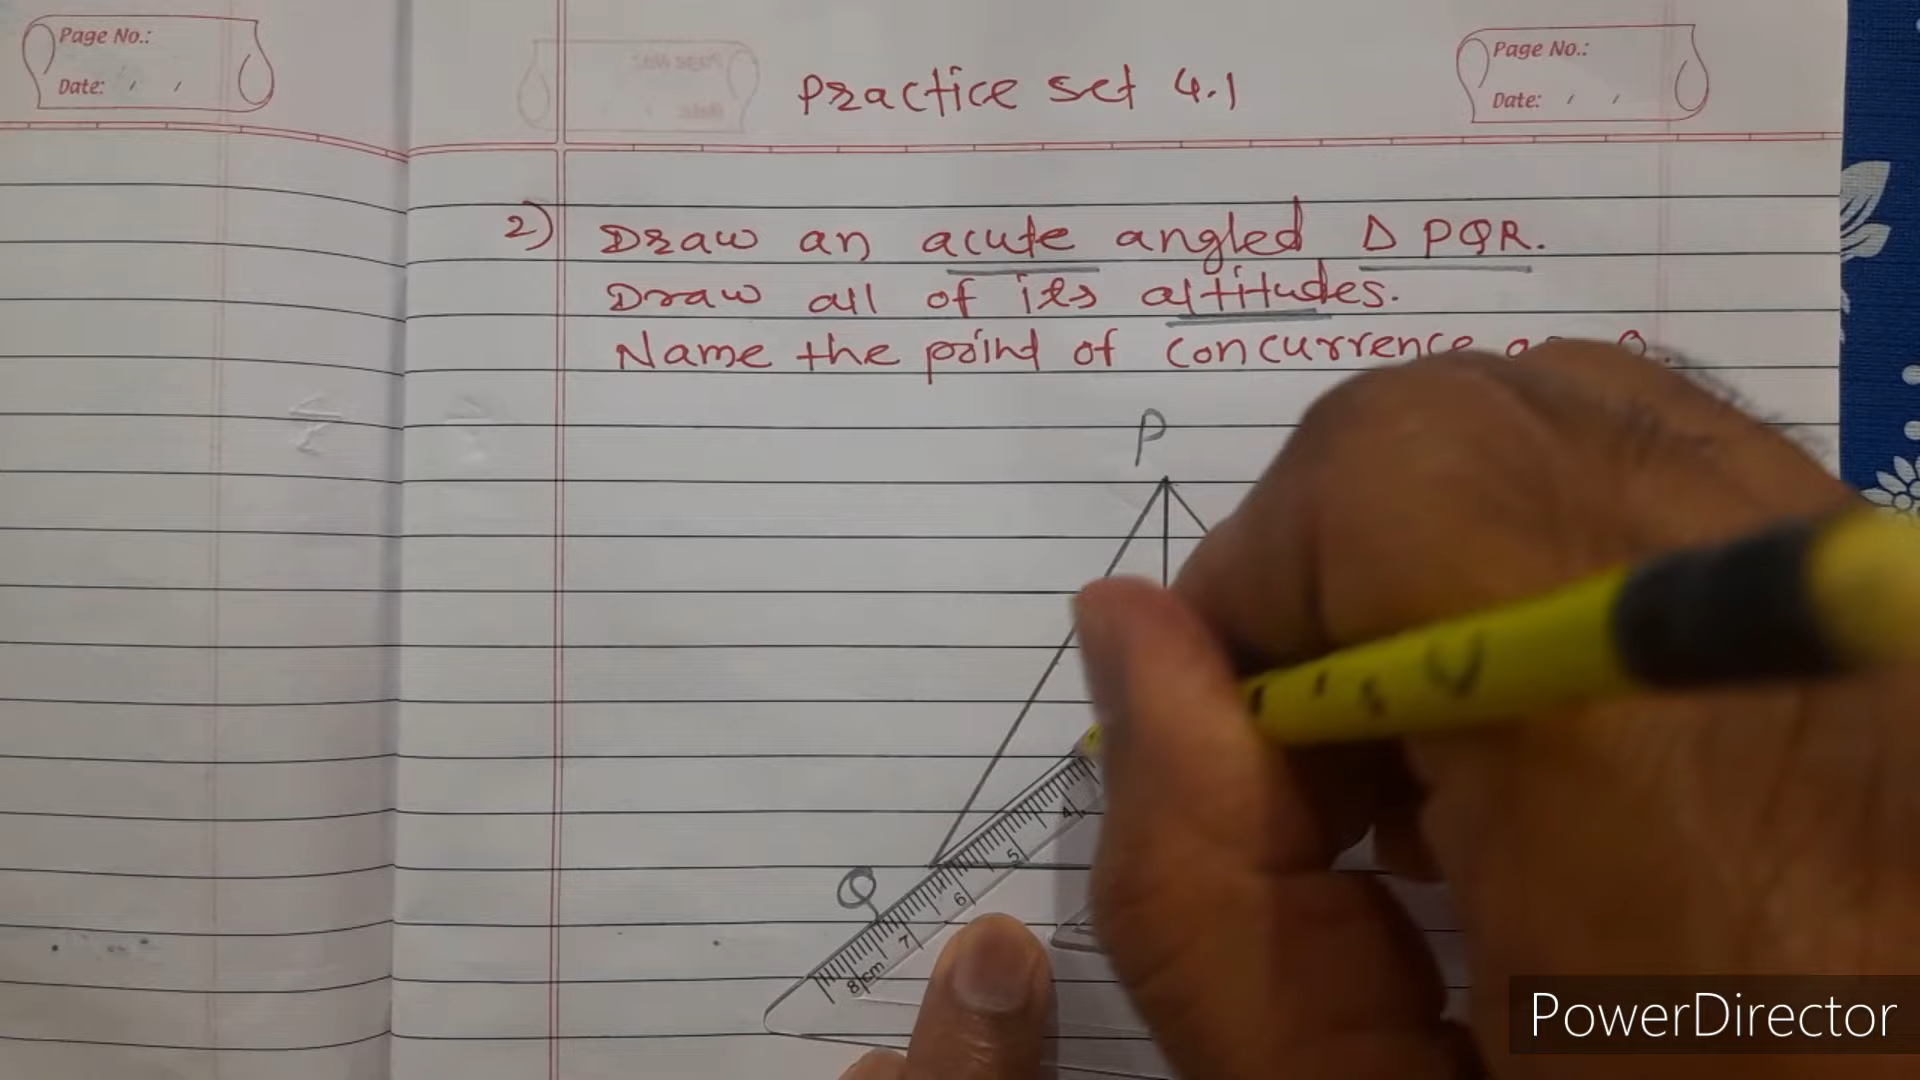 Page No.:
Date: / /
Practice Set 4.1
Page No.:
Date: / /
2) Draw an acute angled Δ PQR.
Draw all of its altitudes.
Name the point of concurrence O.
P
Q
4
5
6
7
8 cm
PowerDirector